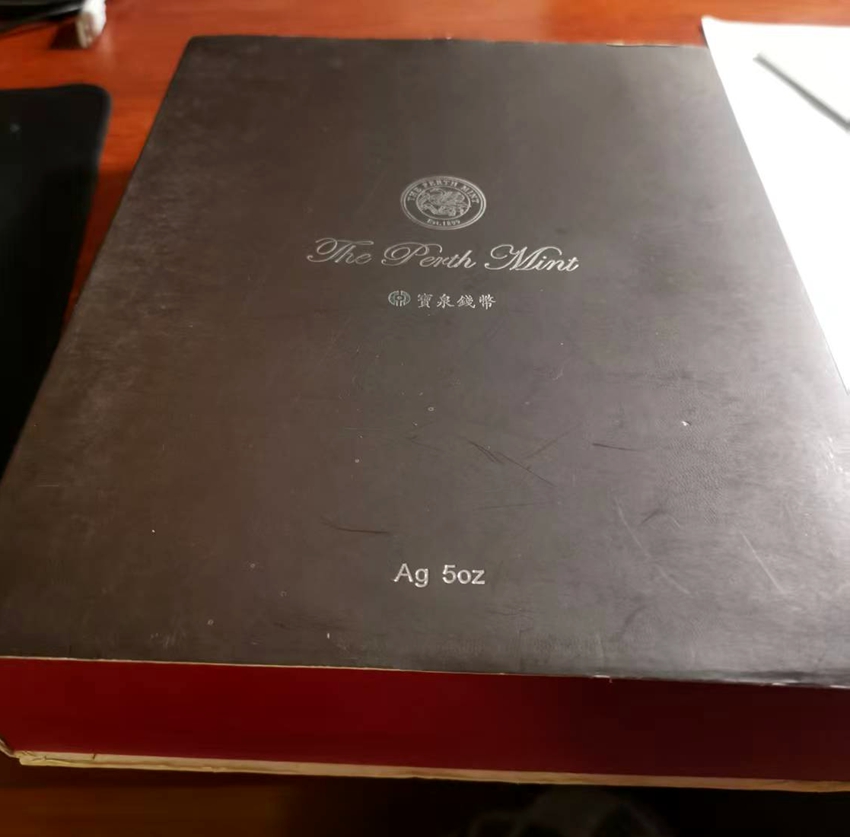 THE PERTH MINT
Est.1899
The Perth Mint
寶泉錢幣
Ag 5oz